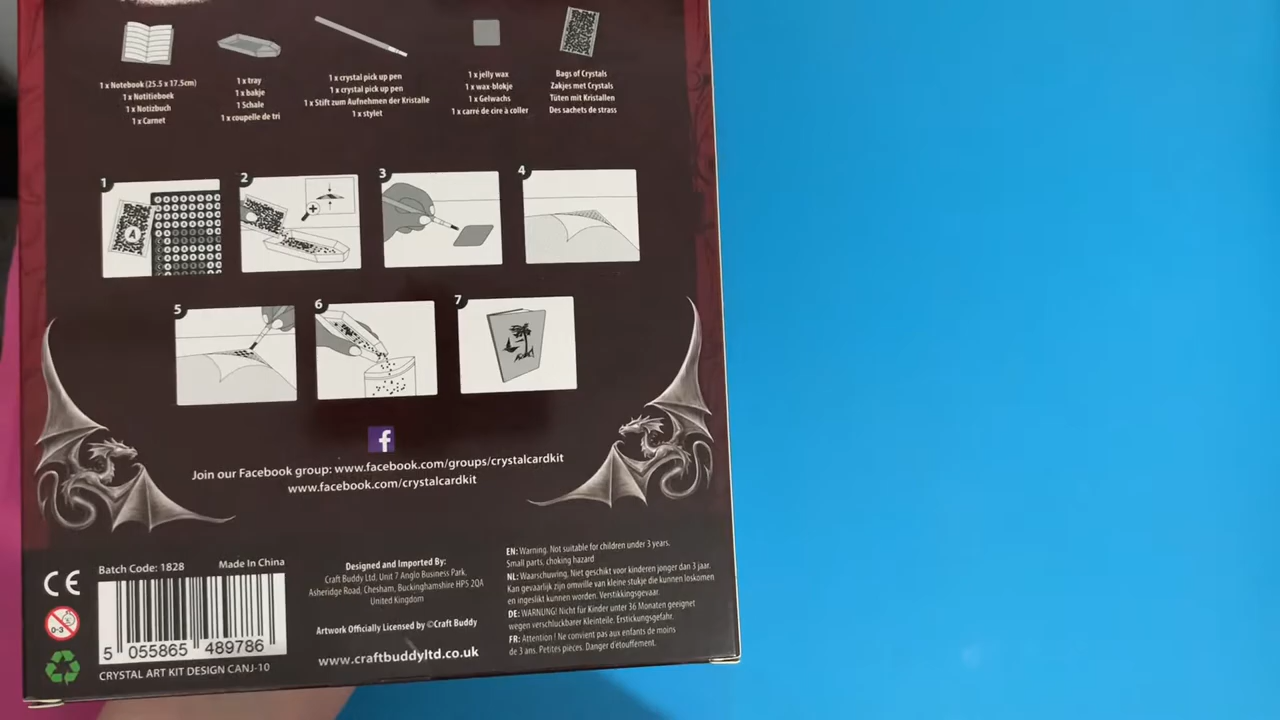 1 x Notebook (25.5 x 17.5cm)
1 x Notitieboek
1 x Notizbuch
1 x Carnet
1 x tray
1 x bakje
1 Schale
1 x coupelle de tri
1 x crystal pick up pen
1 x crystal pick up pen
1 x Stift zum Aufnehmen der Kristalle
1 x stylet
1 x jelly wax
1 x wax-blokje
1 x Gelwachs
1 x carré de cire à coller
Bags of Crystals
Zakjes met Crystals
Tüten mit Kristallen
Des sachets de strass
1
A
2
3
4
5
6
7
f
Join our Facebook group: www.facebook.com/groups/crystalcardkit
www.facebook.com/crystalcardkit
CE
0-3
Batch Code: 1828
Made In China
5 055865 489786
CRYSTAL ART KIT DESIGN CANJ-10
Designed and Imported By:
Craft Buddy Ltd. Unit 7 Anglo Business Park,
Asheridge Road, Chesham, Buckinghamshire HP5 2QA
United Kingdom
Artwork Officially Licensed by ©Craft Buddy
www.craftbuddyltd.co.uk
EN: Warning. Not suitable for children under 3 years.
Small parts, choking hazard
NL: Waarschuwing. Niet geschikt voor kinderen jonger dan 3 jaar.
Kan gevaarlijk zijn omwille van kleine stukje die kunnen loskomen
en ingeslikt kunnen worden. Verstikkingsgevaar.
DE: WARNUNG! Nicht für Kinder unter 36 Monaten geeignet
wegen verschluckbarer Kleinteile. Erstickungsgefahr.
FR: Attention ! Ne convient pas aux enfants de moins
de 3 ans. Petites pieces. Danger d'étouffement.